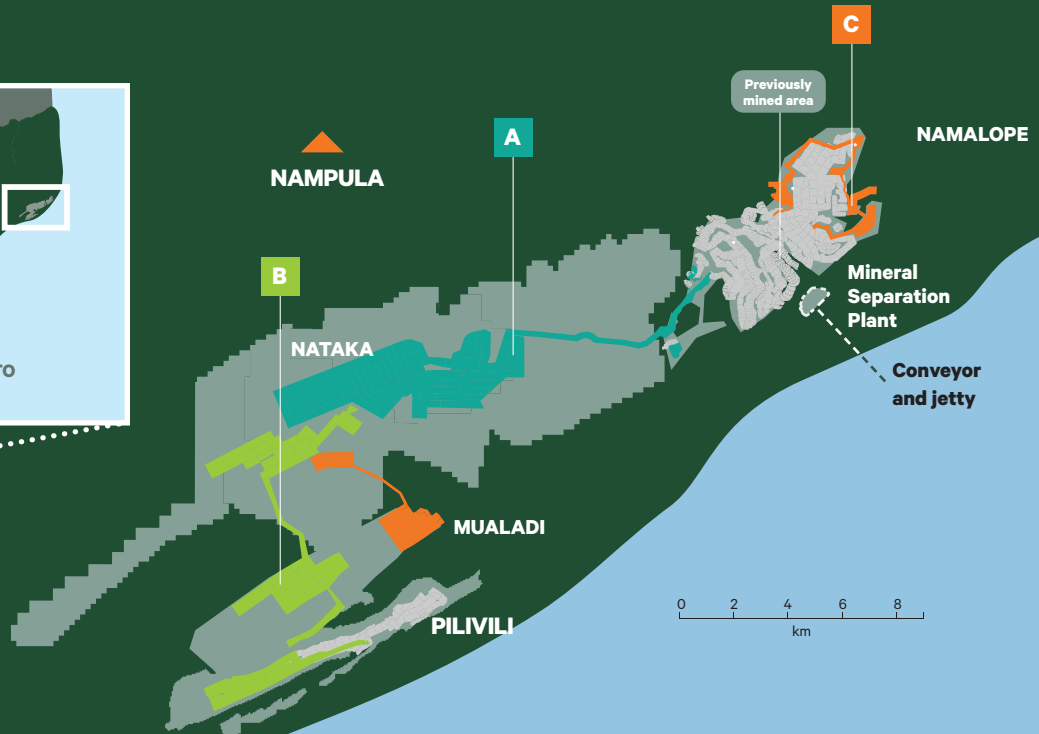 C
Previously
mined area
A
NAMALOPE
NAMPULA
B
Mineral
Separation
Plant
NATAKA
Conveyor
and jetty
MUALADI
PILIVILI
0 2 4 6 8
km